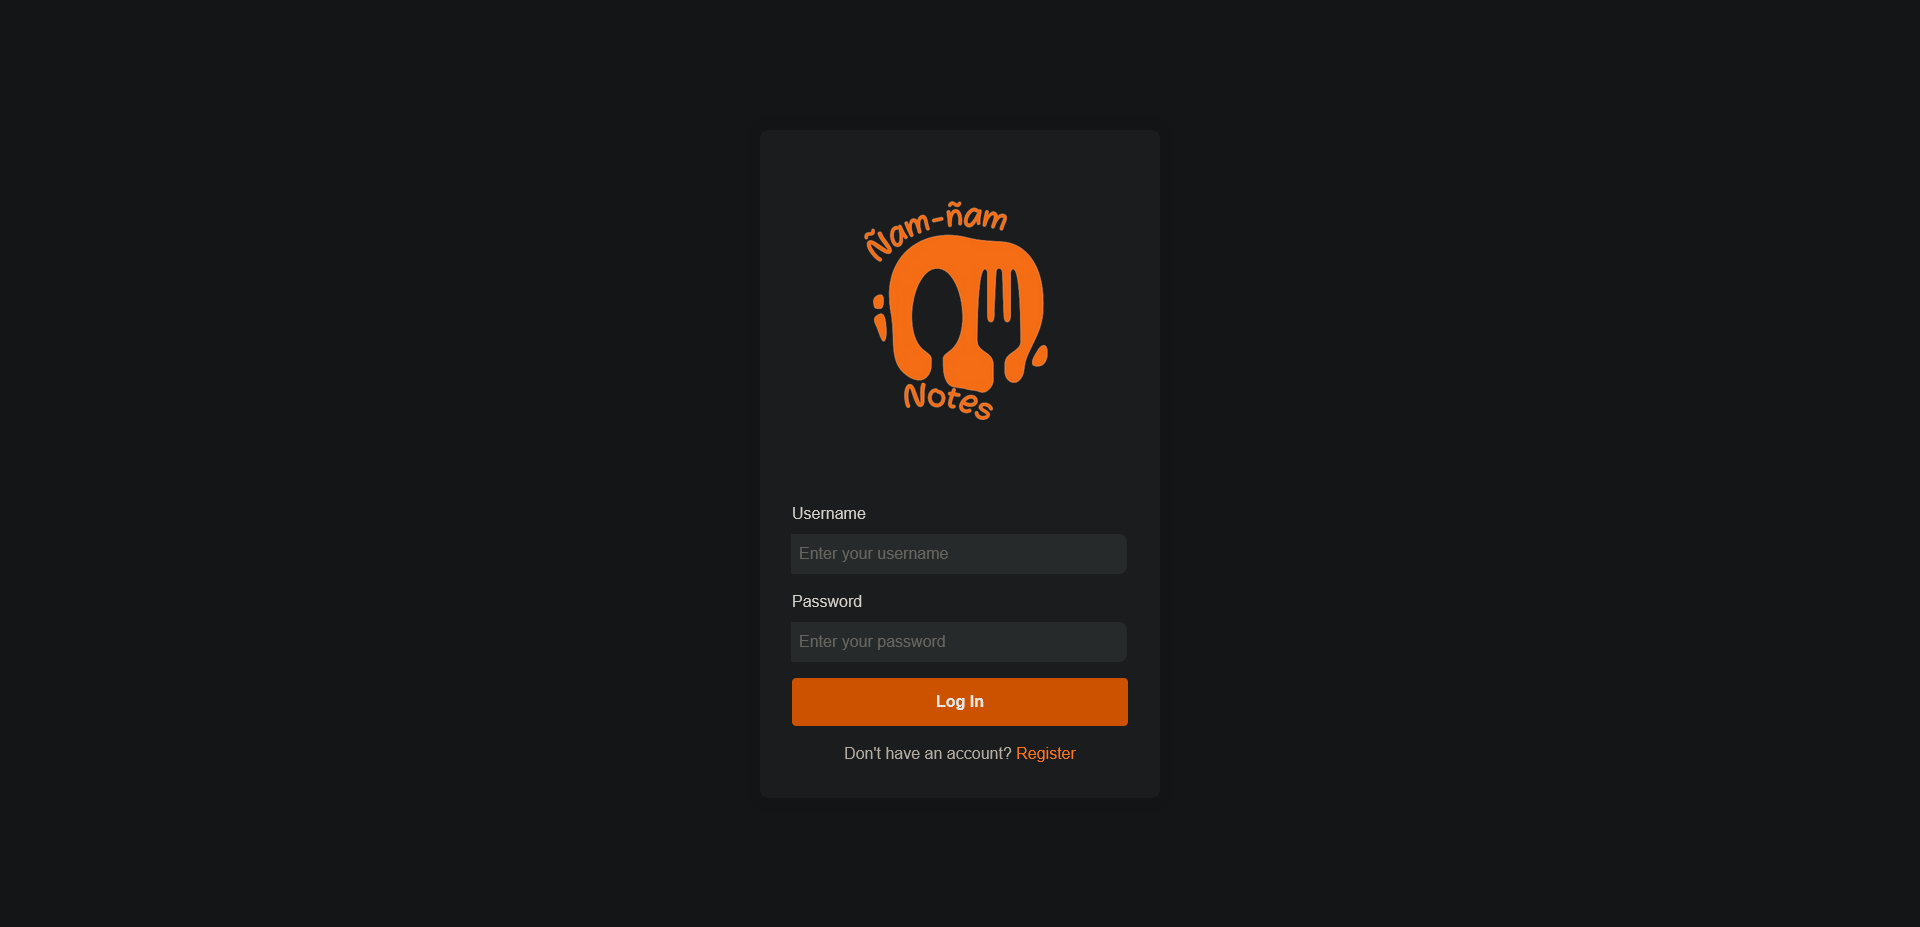 Ñam-ñam
Notes
Username
Enter your username
Password
Enter your password
Log In
Don't have an account? Register